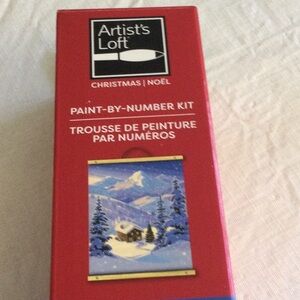 Artist's
Loft
CHRISTMAS | NOËL
PAINT-BY-NUMBER KIT
TROUSSE DE PEINTURE
PAR NUMÉROS